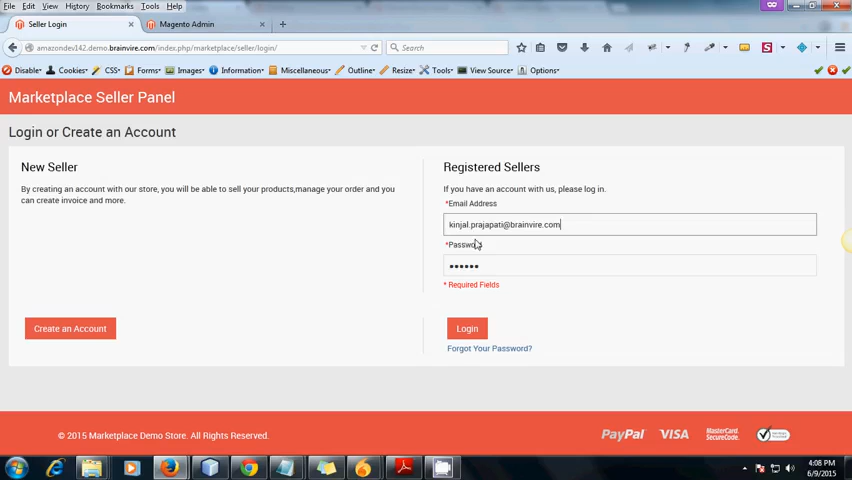 File Edit View History Bookmarks Tools Help
Seller Login
Magento Admin
amazondev142.demo.brainvire.com/index.php/marketplace/seller/login/
Search
Disable Cookies CSS Forms Images Information Miscellaneous Outline Resize Tools View Source Options
Marketplace Seller Panel
Login or Create an Account
New Seller
By creating an account with our store, you will be able to sell your products,manage your order and you
can create invoice and more.
Create an Account
Registered Sellers
If you have an account with us, please log in.
*Email Address
kinjal.prajapati@brainvire.com
*Password
* Required Fields
Login
Forgot Your Password?
© 2015 Marketplace Demo Store. All Rights Reserved.
PayPal VISA MasterCard. SecureCode.
4:08 PM
6/9/2015